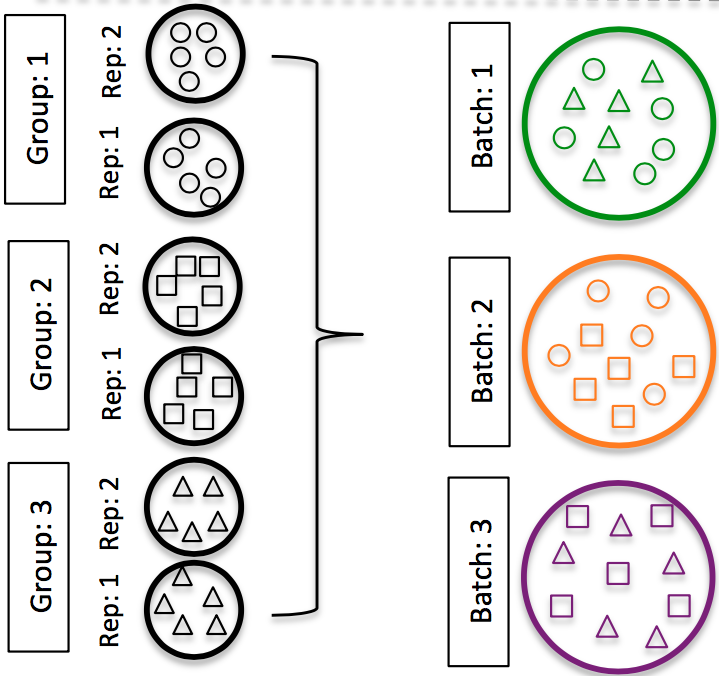 Group: 1
Rep: 2
Rep: 1
Group: 2
Rep: 2
Rep: 1
Group: 3
Rep: 2
Rep: 1
Batch: 1
Batch: 2
Batch: 3